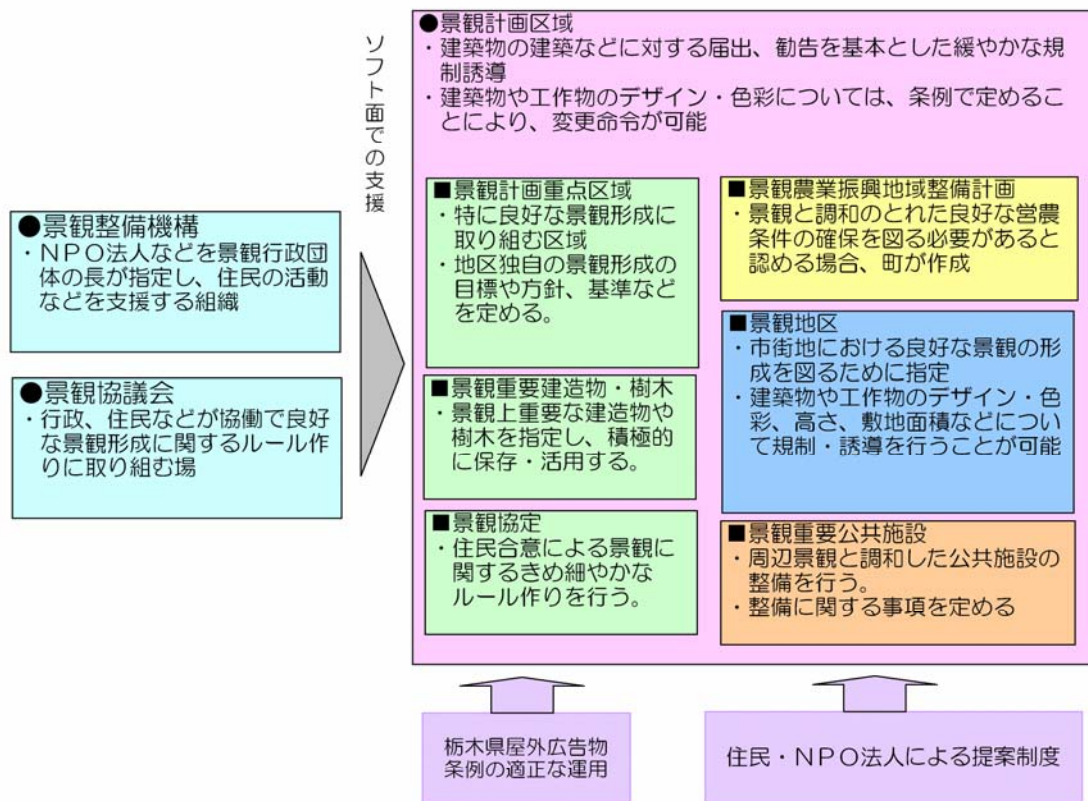 ●景観整備機構
・ＮＰＯ法人などを景観行政団
体の長が指定し、住民の活動
などを支援する組織
●景観協議会
・行政、住民などが協働で良好
な景観形成に関するルール作
りに取り組む場
ソフト面での支援
●景観計画区域
・建築物の建築などに対する届出、勧告を基本とした緩やかな規
制誘導
・建築物や工作物のデザイン・色彩については、条例で定めるこ
とにより、変更命令が可能
■景観計画重点区域
・特に良好な景観形成に
取り組む区域
・地区独自の景観形成の
目標や方針、基準などを
を定める。
■景観重要建造物・樹木
・景観上重要な建造物や
樹木を指定し、積極的
に保存・活用する。
■景観協定
・住民合意による景観に
関するきめ細やかな
ルール作りを行う。
■景観農業振興地域整備計画
・景観と調和のとれた良好な営農
条件の確保を図る必要があると
認める場合、町が作成
■景観地区
・市街地における良好な景観の形
成を図るために指定
・建築物や工作物のデザイン・色
彩、高さ、敷地面積などについ
て規制・誘導を行うことが可能
■景観重要公共施設
・周辺景観と調和した公共施設の
整備を行う。
・整備に関する事項を定める
栃木県屋外広告物
条例の適正な運用
住民・ＮＰＯ法人による提案制度